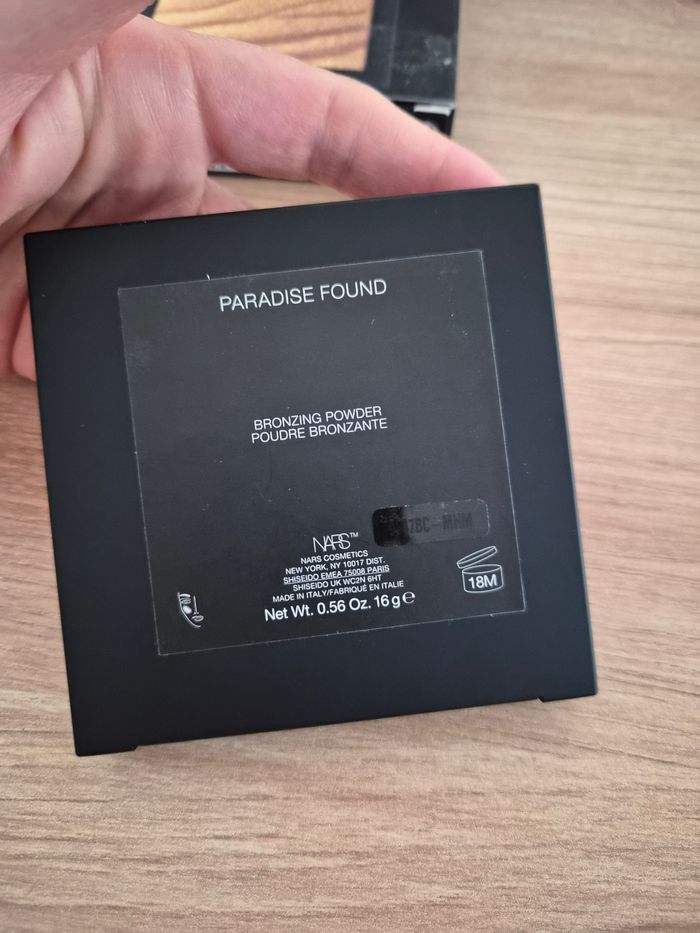 PARADISE FOUND
BRONZING POWDER
POUDRE BRONZANTE
NARS™
NARS COSMETICS
NEW YORK, NY 10017 DIST.
SHISEIDO EMEA 75008 PARIS
SHISEIDO UK WC2N 6HT
MADE IN ITALY/FABRIQUÉ EN ITALIE
Net Wt. 0.56 Oz. 16 g ℮
18M